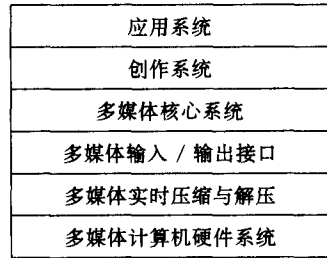 应用系统
创作系统
多媒体核心系统
多媒体输入 / 输出接口
多媒体实时压缩与解压
多媒体计算机硬件系统